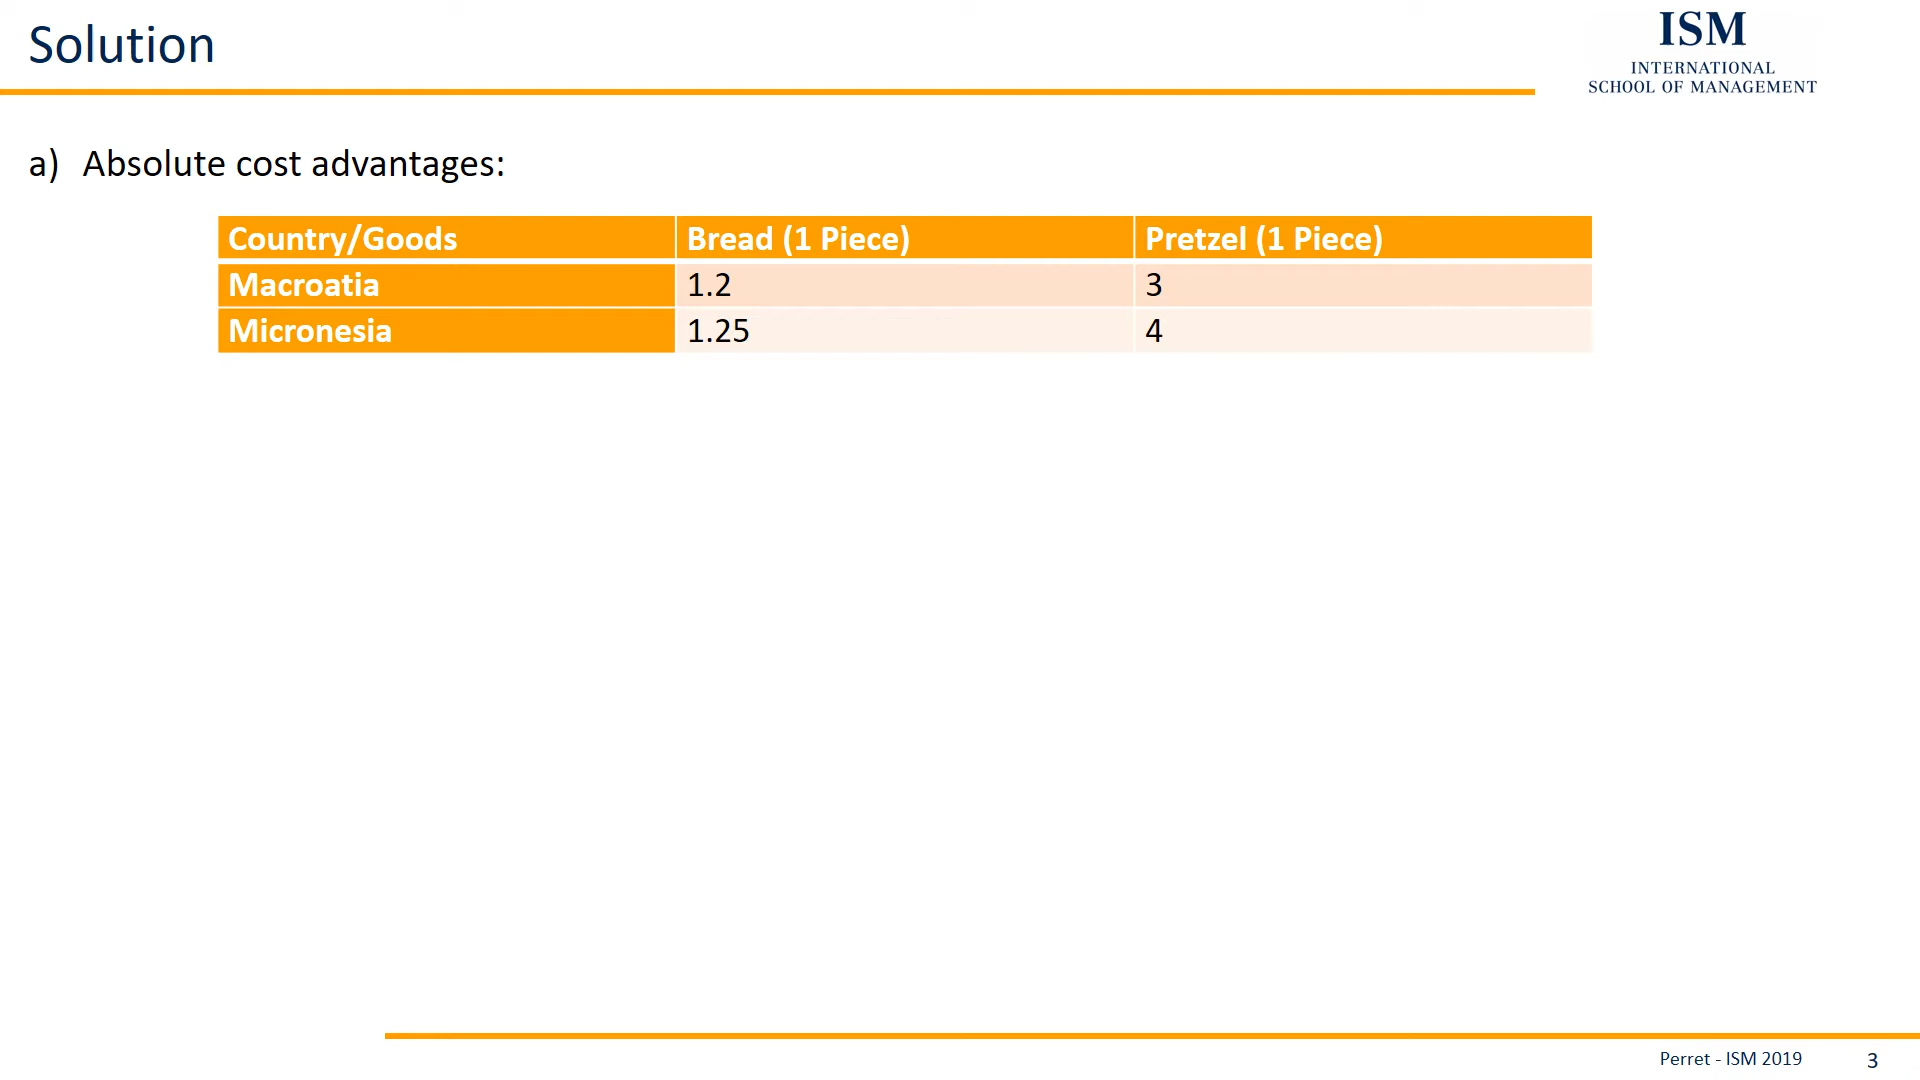 Solution
ISM
INTERNATIONAL
SCHOOL OF MANAGEMENT
a) Absolute cost advantages:
Country/Goods Bread (1 Piece) Pretzel (1 Piece)
Macroatia 1.2 3
Micronesia 1.25 4
Perret - ISM 2019 3